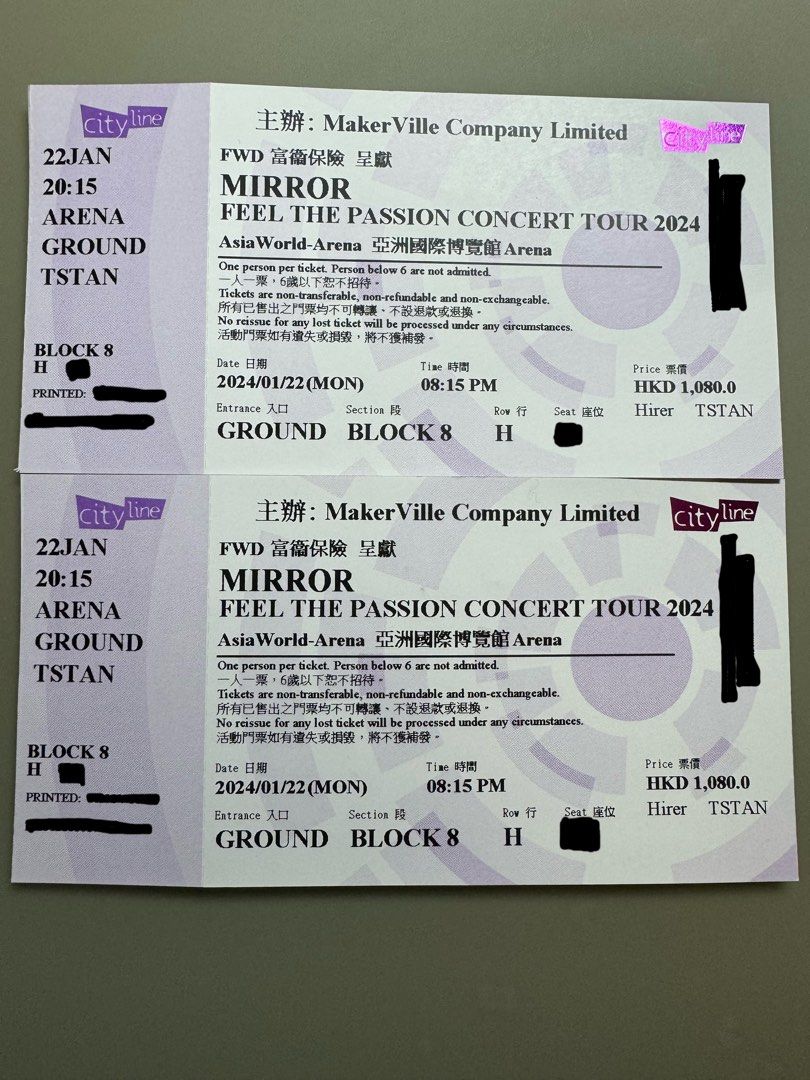 cityline
22JAN
20:15
ARENA
GROUND
TSTAN
BLOCK 8
H
PRINTED:
主辦: MakerVille Company Limited
cityline
FWD 富衞保險 呈獻
MIRROR
FEEL THE PASSION CONCERT TOUR 2024
AsiaWorld-Arena 亞洲國際博覽館 Arena
One person per ticket. Person below 6 are not admitted.
一人一票，6歲以下恕不招待。
Tickets are non-transferable, non-refundable and non-exchangeable.
所有已售出之門票均不可轉讓、不設退款或退換。
No reissue for any lost ticket will be processed under any circumstances.
活動門票如有遺失或損毀，將不獲補發。
Date 日期 Time 時間 Price 票價
2024/01/22(MON) 08:15 PM HKD 1,080.0
Entrance 入口 Section 段 Row 行 Seat 座位 Hirer TSTAN
GROUND BLOCK 8 H
cityline
22JAN
20:15
ARENA
GROUND
TSTAN
BLOCK 8
H
PRINTED:
主辦: MakerVille Company Limited
cityline
FWD 富衞保險 呈獻
MIRROR
FEEL THE PASSION CONCERT TOUR 2024
AsiaWorld-Arena 亞洲國際博覽館 Arena
One person per ticket. Person below 6 are not admitted.
一人一票，6歲以下恕不招待。
Tickets are non-transferable, non-refundable and non-exchangeable.
所有已售出之門票均不可轉讓、不設退款或退換。
No reissue for any lost ticket will be processed under any circumstances.
活動門票如有遺失或損毀，將不獲補發。
Date 日期 Time 時間 Price 票價
2024/01/22(MON) 08:15 PM HKD 1,080.0
Entrance 入口 Section 段 Row 行 Seat 座位 Hirer TSTAN
GROUND BLOCK 8 H